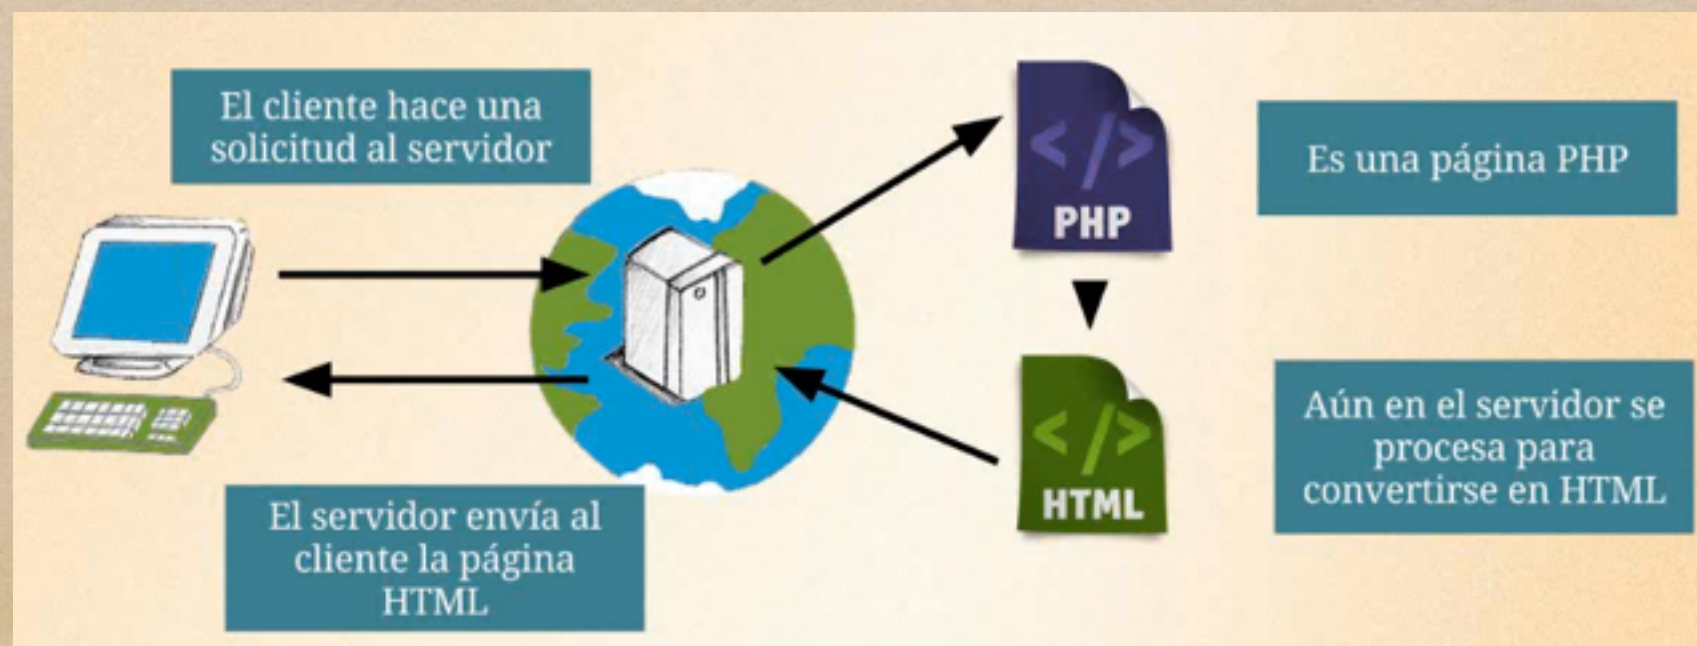 El cliente hace una
solicitud al servidor
</>
PHP
Es una página PHP
</>
HTML
Aún en el servidor se
procesa para
convertirse en HTML
El servidor envía al
cliente la página
HTML